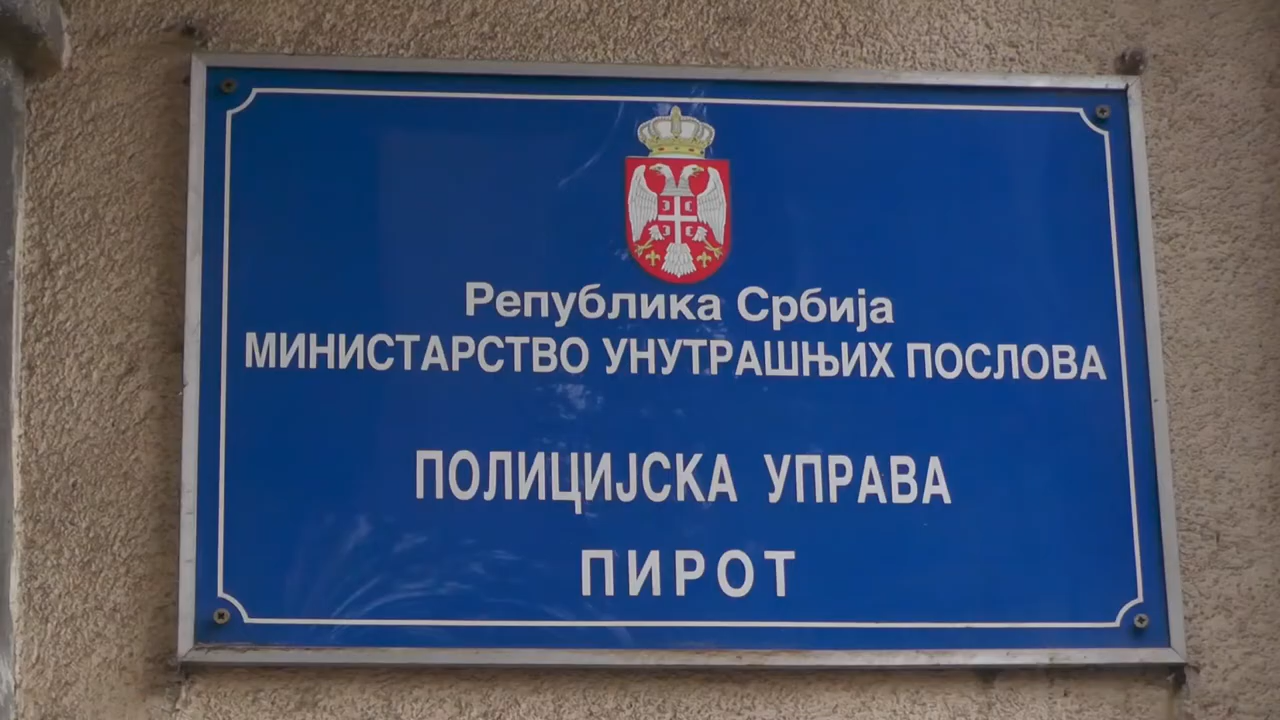 Република Србија
МИНИСТАРСТВО УНУТРАШЊИХ ПОСЛОВА
ПОЛИЦИЈСКА УПРАВА
ПИРОТ